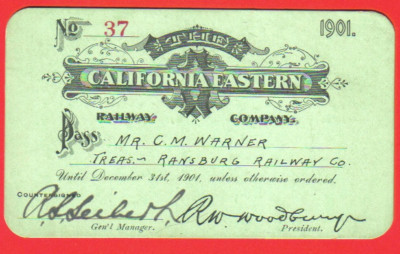 No 37 1901.
CALIFORNIA EASTERN
RAILWAY COMPANY.
Pass MR. C. M. WARNER
TREAS. – RANSBURG RAILWAY CO.
Until December 31st. 1901, unless otherwise ordered.
COUNTERSIGNED
Gen'l Manager. President.